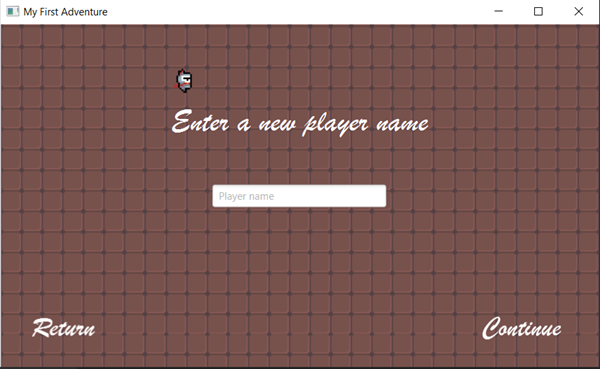 My First Adventure
Enter a new player name
Player name
Return
Continue